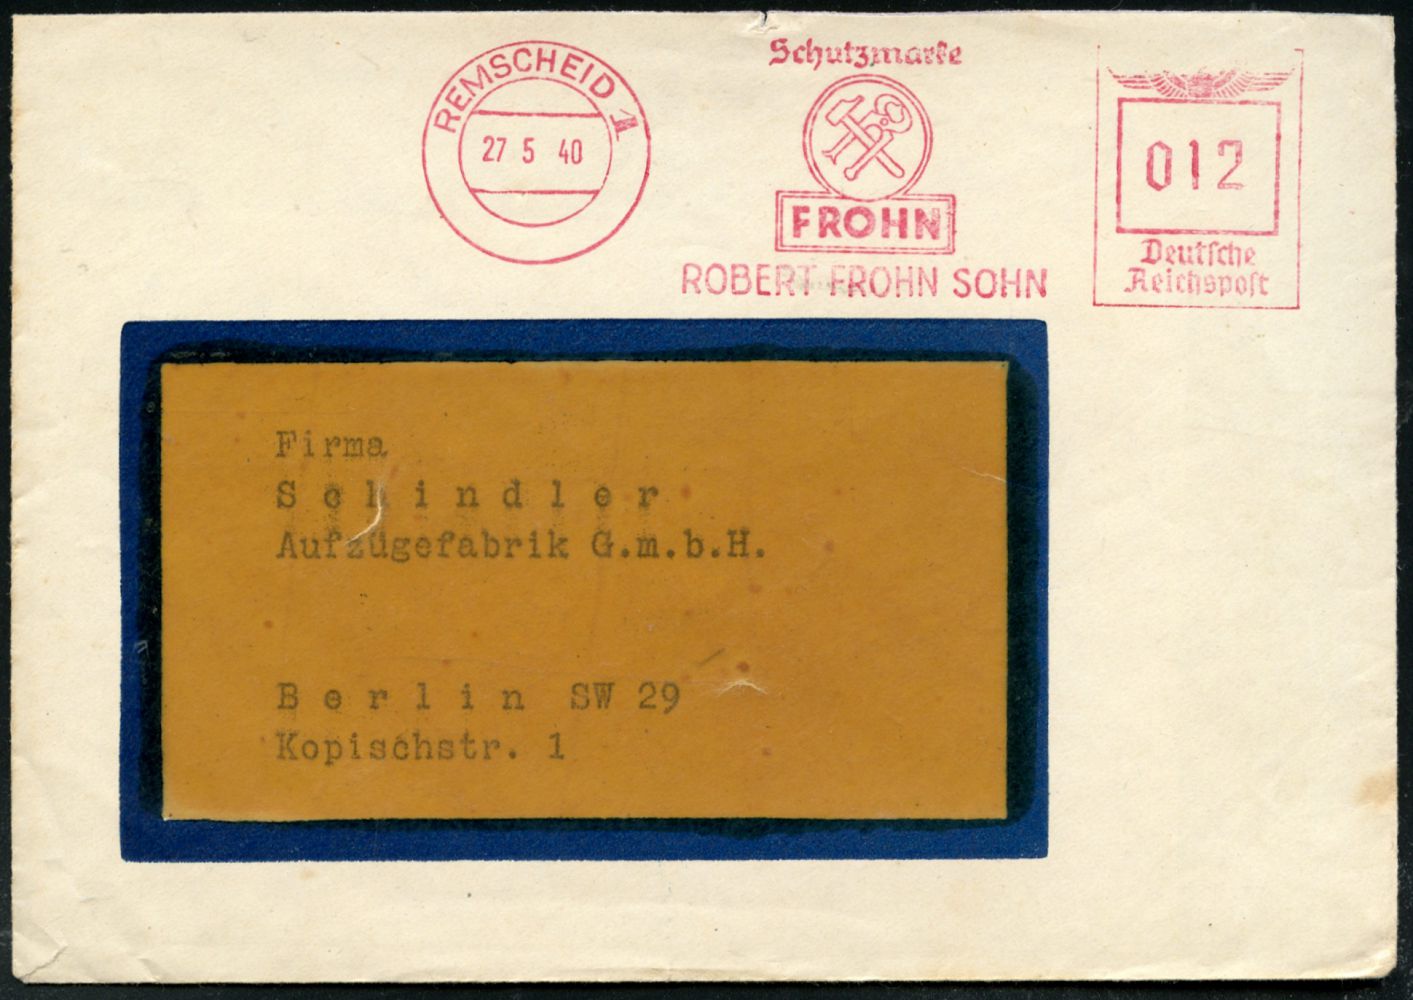 REMSCHEID 1
27 5 40
Schutzmarke
FROHN
ROBERT FROHN SOHN
012
Deutsche
Reichspost
Firma
Schindler
Aufzügefabrik G.m.b.H.
Berlin SW 29
Kopischstr. 1